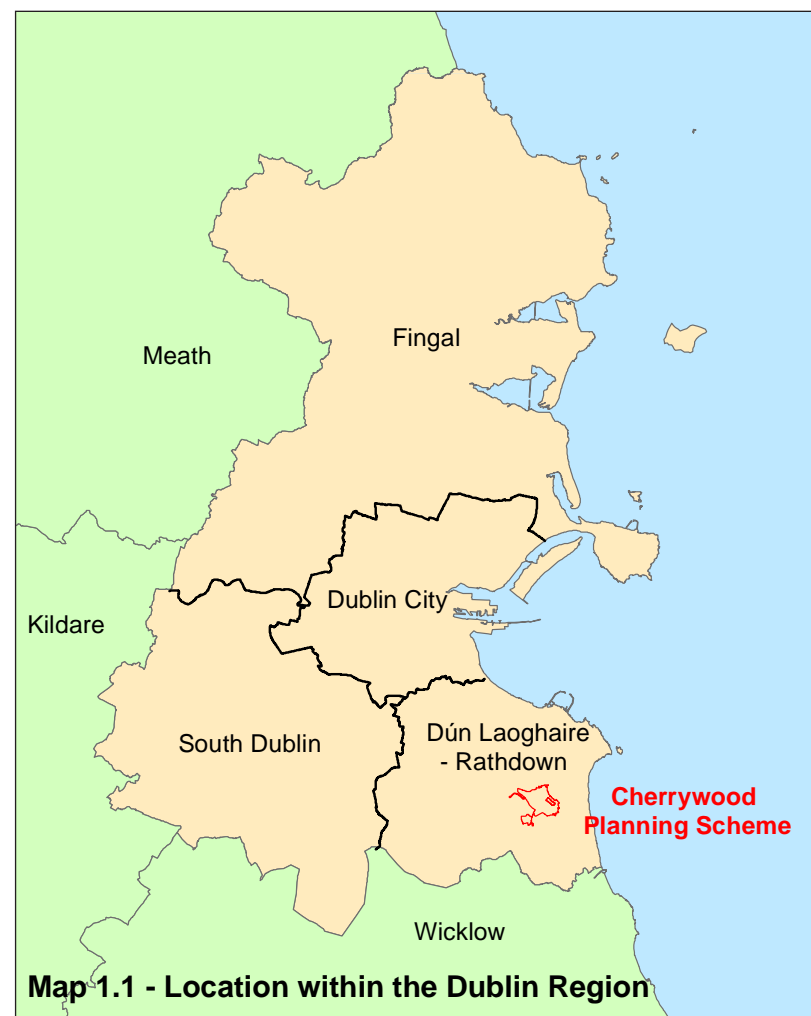 Fingal
Meath
Dublin City
Kildare
South Dublin
Dún Laoghaire
- Rathdown
Cherrywood
Planning Scheme
Wicklow
Map 1.1 - Location within the Dublin Region